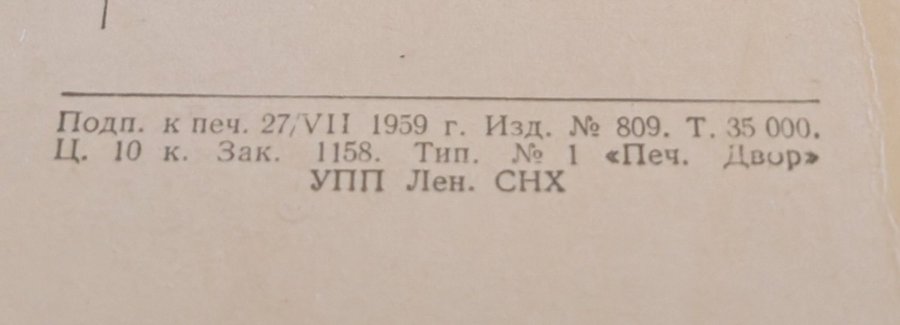 Подп. к печ. 27/VII 1959 г. Изд. № 809. Т. 35 000.
Ц. 10 к. Зак. 1158. Тип. № 1 «Печ. Двор»
УПП Лен. СНХ